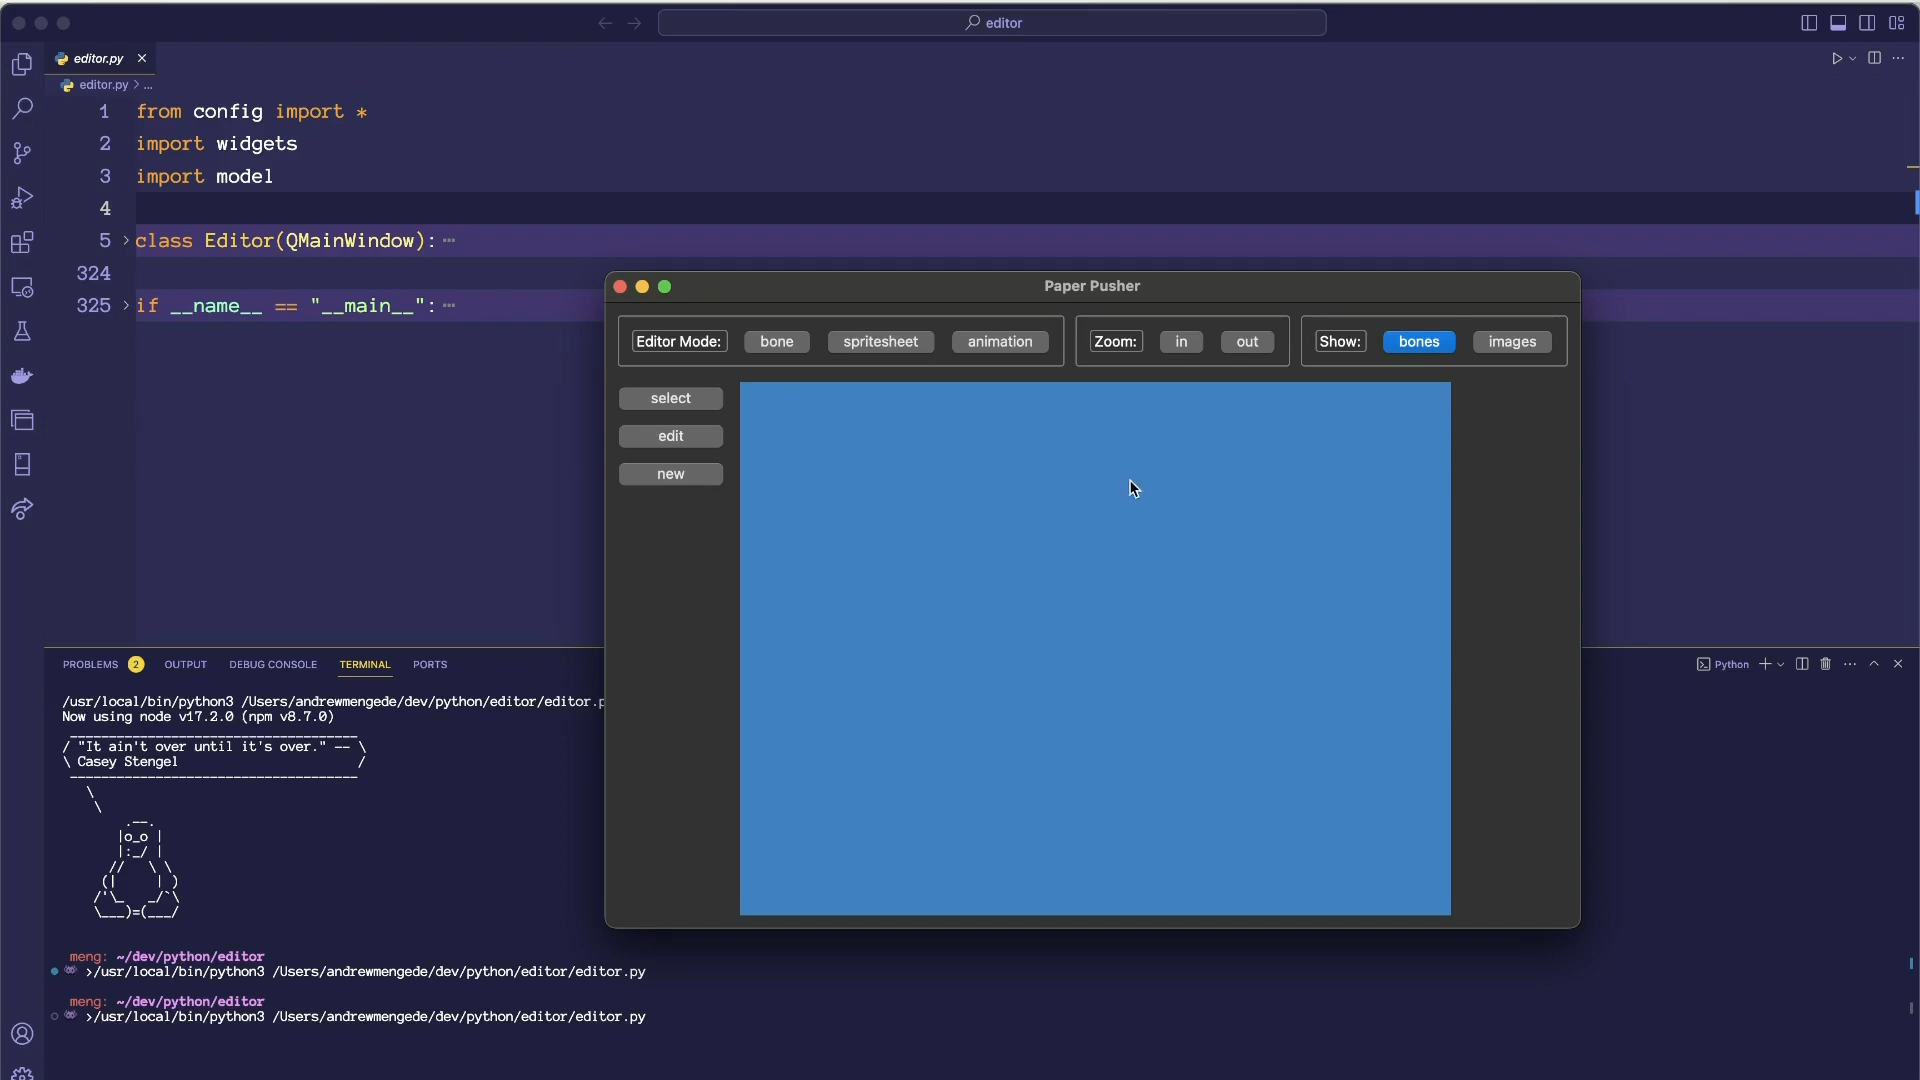 editor
editor.py
editor.py > ...
1 from config import *
2 import widgets
3 import model
4
5 class Editor(QMainWindow):
324
325 if __name__ == "__main__":
Paper Pusher
Editor Mode: bone spritesheet animation Zoom: in out Show: bones images
select
edit
new
PROBLEMS 2 OUTPUT DEBUG CONSOLE TERMINAL PORTS
Python
/usr/local/bin/python3 /Users/andrewmengede/dev/python/editor/editor.p
Now using node v17.2.0 (npm v8.7.0)
/ "It ain't over until it's over." -- \
\ Casey Stengel /
\
\
.--.
|o_o |
|:_/ |
// \ \
(| | )
/'\_ _/`\
\___)=(___/
meng: ~/dev/python/editor
>/usr/local/bin/python3 /Users/andrewmengede/dev/python/editor/editor.py
meng: ~/dev/python/editor
>/usr/local/bin/python3 /Users/andrewmengede/dev/python/editor/editor.py